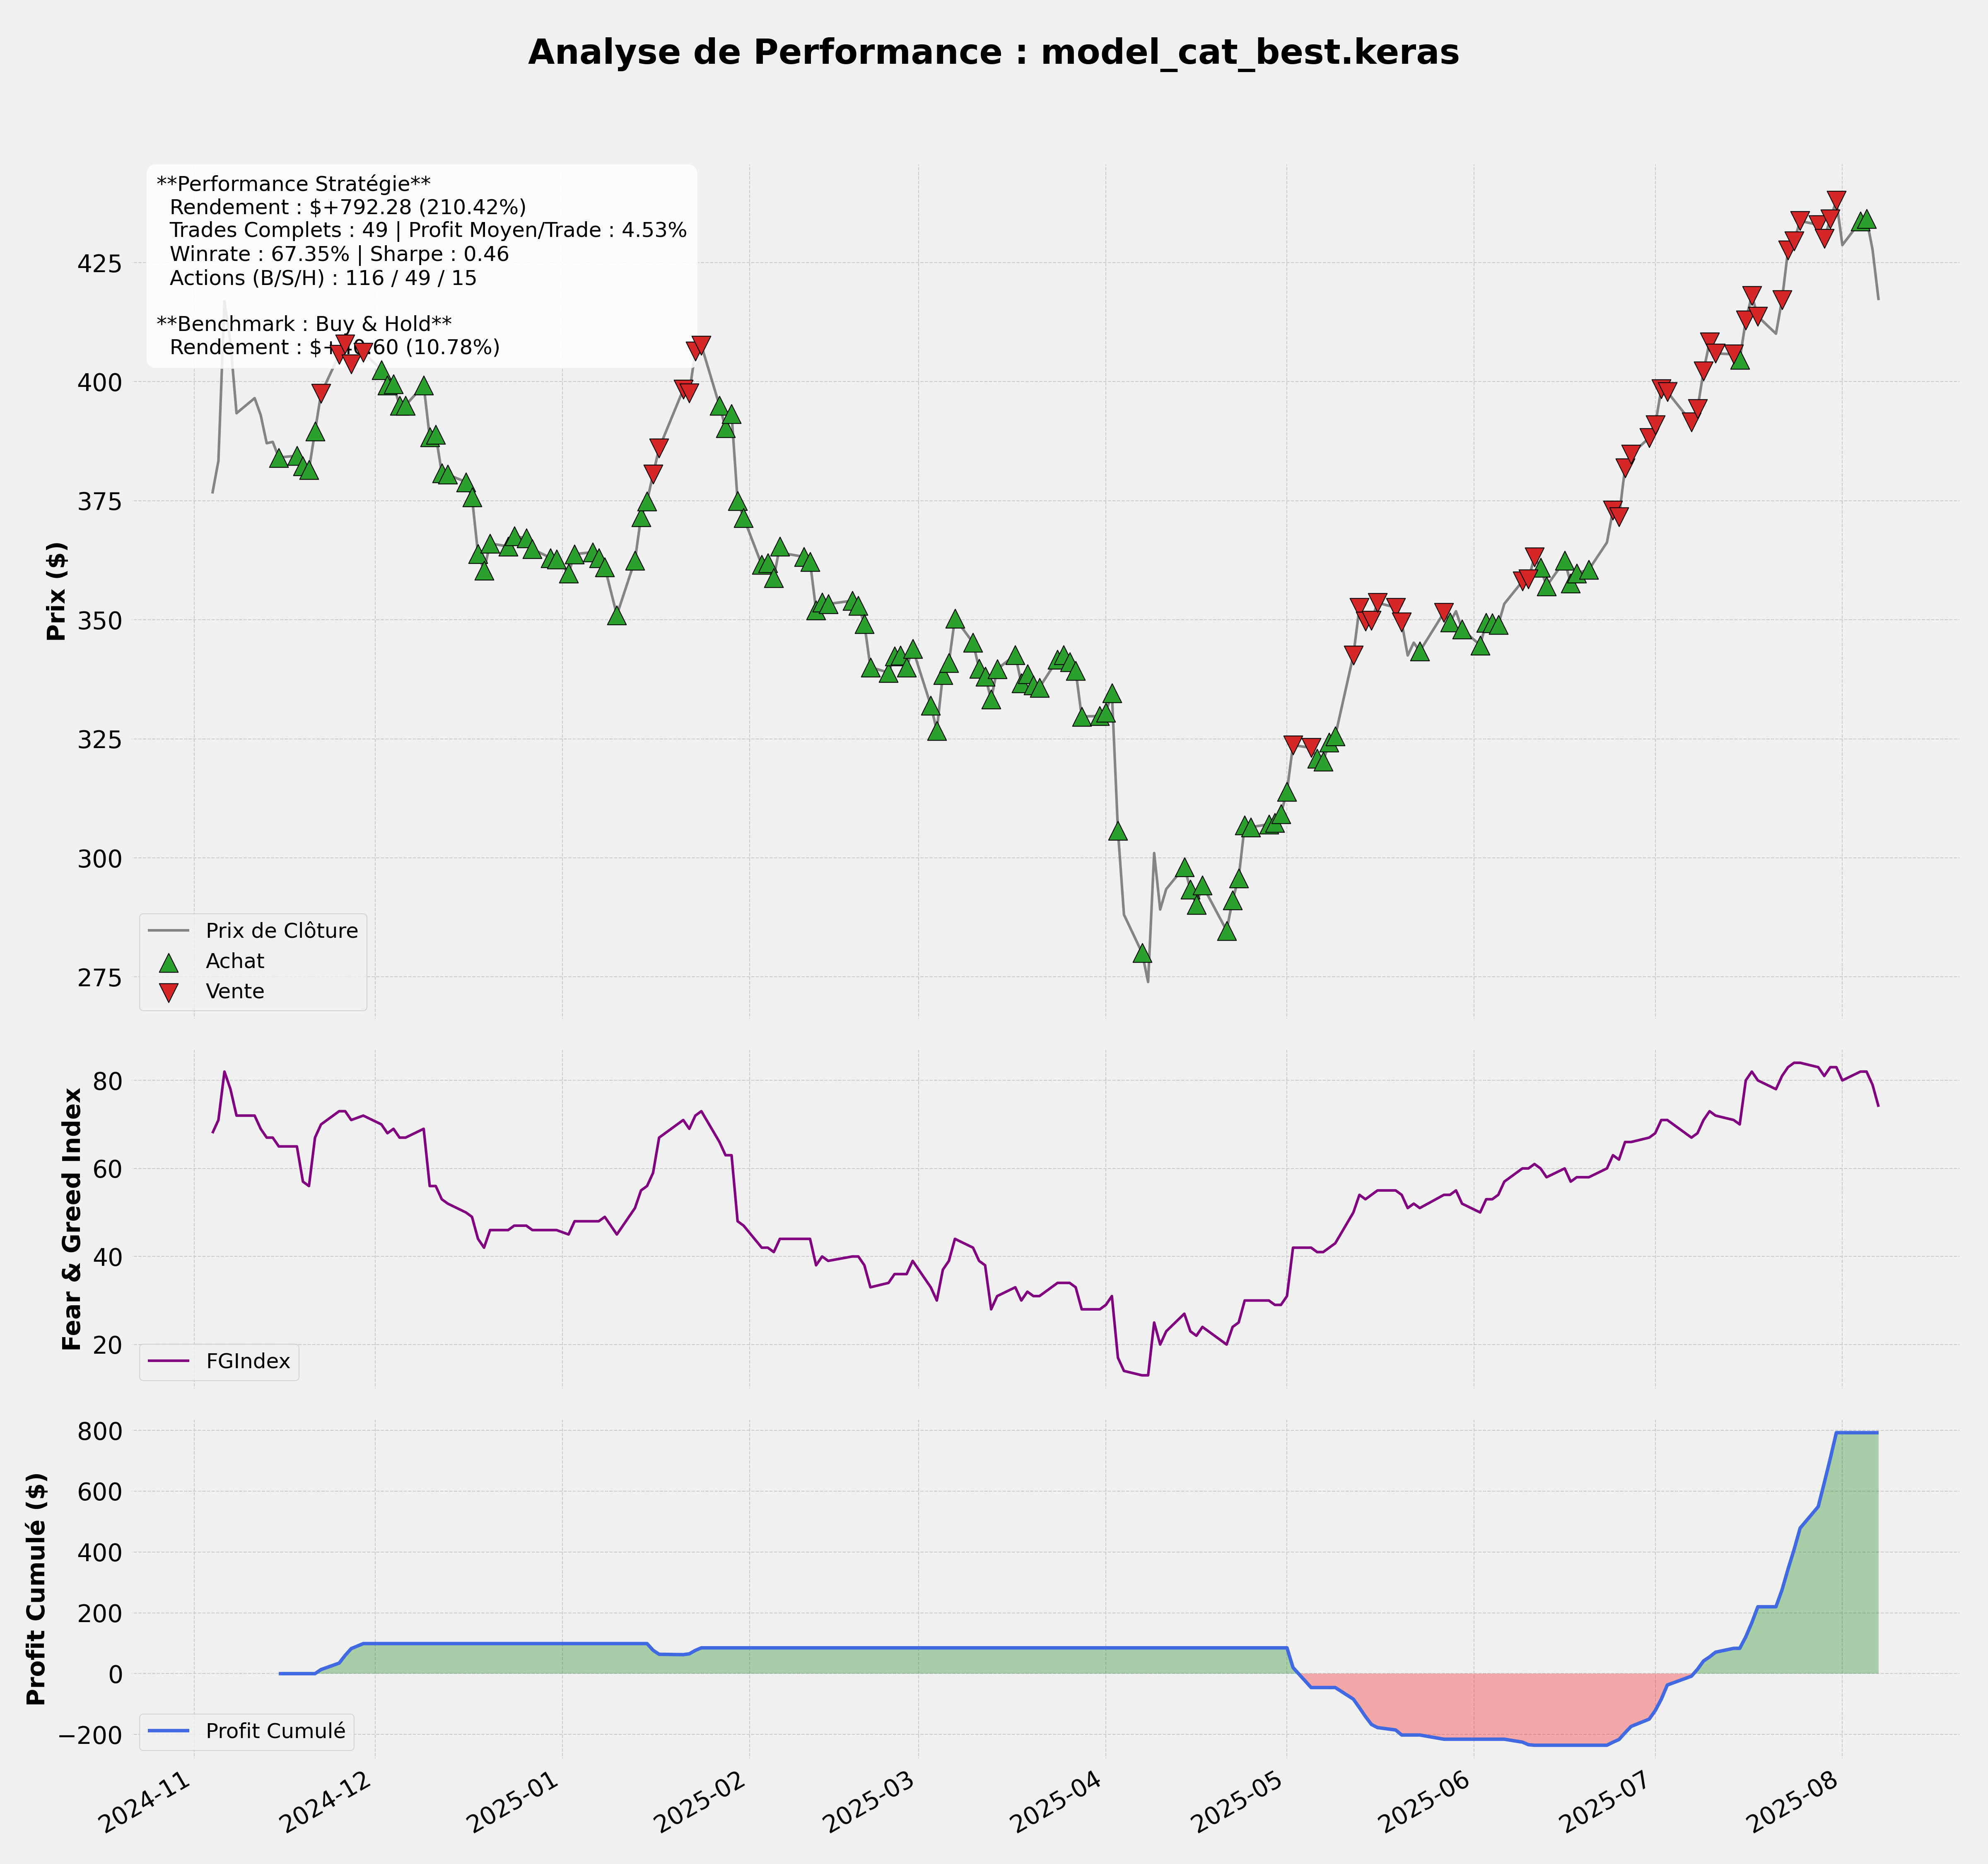 Analyse de Performance : model_cat_best.keras
**Performance Stratégie**
Rendement : $+792.28 (210.42%)
Trades Complets : 49 | Profit Moyen/Trade : 4.53%
Winrate : 67.35% | Sharpe : 0.46
Actions (B/S/H) : 116 / 49 / 15
**Benchmark : Buy & Hold**
Rendement : (10.78%)
Prix ($)
425
400
375
350
325
300
275
Prix de Clôture
Achat
Vente
Fear & Greed Index
80
60
40
20
FGIndex
Profit Cumulé ($)
800
600
400
200
0
−200
Profit Cumulé
2024-11
2024-12
2025-01
2025-02
2025-03
2025-04
2025-05
2025-06
2025-07
2025-08